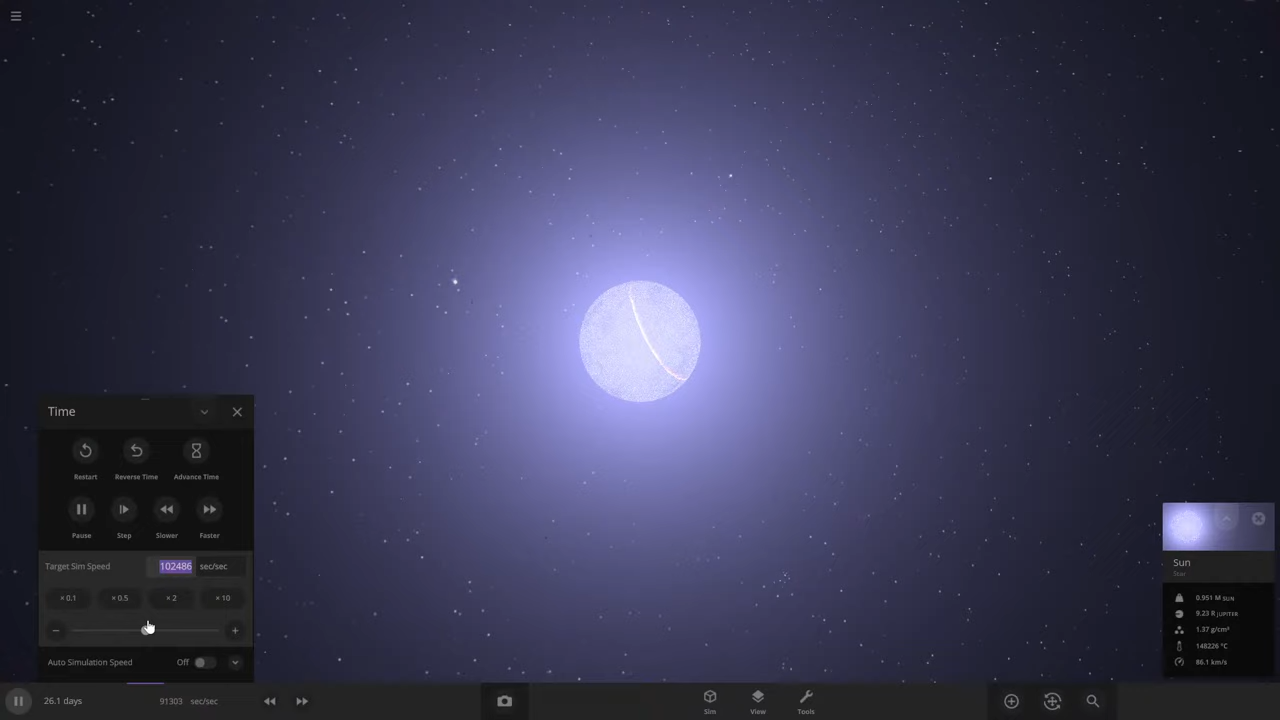 Time
Restart
Reverse Time
Advance Time
Pause
Step
Slower
Faster
Target Sim Speed
102486
sec/sec
×0.1
×0.5
×2
×10
Auto Simulation Speed
Off
Sun
Star
0.951 M SUN
9.23 R JUPITER
1.37 g/cm³
148226 °C
86.1 km/s
26.1 days
91303 sec/sec
Sim
View
Tools